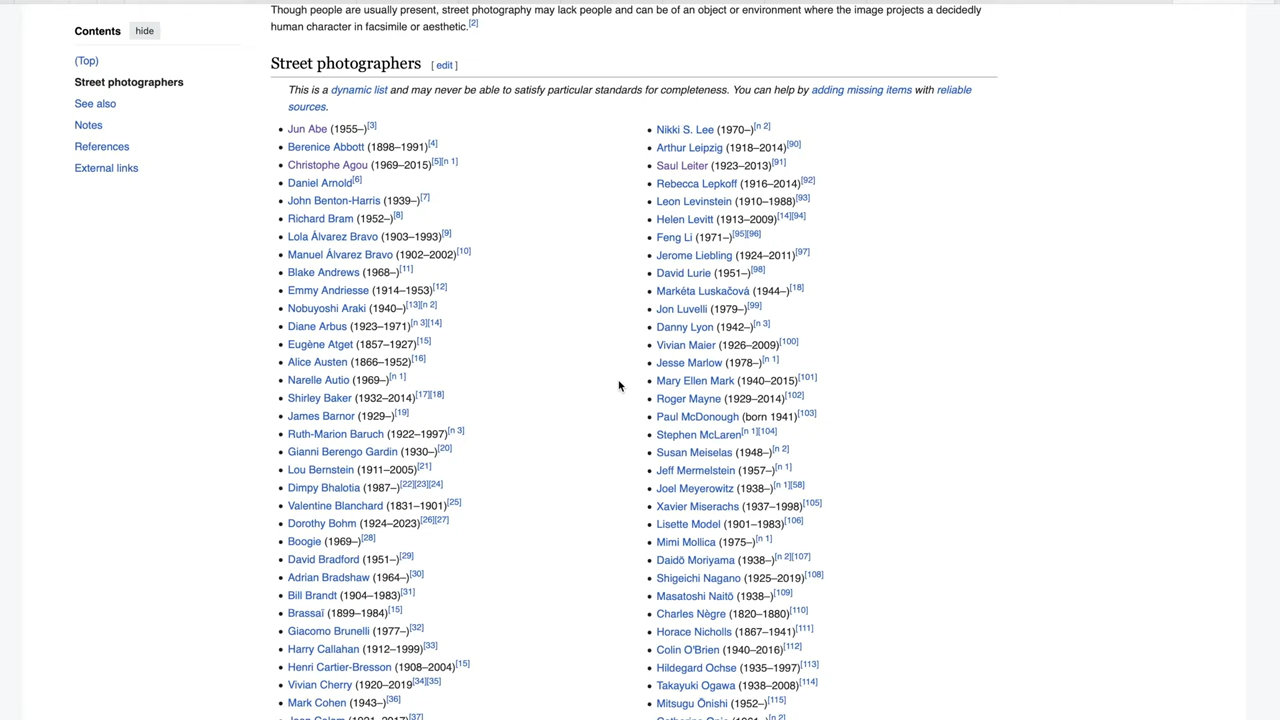 Though people are usually present, street photography may lack people and can be of an object or environment where the image projects a decidedly
human character in facsimile or aesthetic.[2]
Contents hide
(Top)
Street photographers
See also
Notes
References
External links
Street photographers [ edit ]
This is a dynamic list and may never be able to satisfy particular standards for completeness. You can help by adding missing items with reliable
sources.
• Jun Abe (1955–)[3]
• Berenice Abbott (1898–1991)[4]
• Christophe Agou (1969–2015)[5][n 1]
• Daniel Arnold[6]
• John Benton-Harris (1939–)[7]
• Richard Bram (1952–)[8]
• Lola Álvarez Bravo (1903–1993)[9]
• Manuel Álvarez Bravo (1902–2002)[10]
• Blake Andrews (1968–)[11]
• Emmy Andriesse (1914–1953)[12]
• Nobuyoshi Araki (1940–)[13][n 2]
• Diane Arbus (1923–1971)[n 3][14]
• Eugène Atget (1857–1927)[15]
• Alice Austen (1866–1952)[16]
• Narelle Autio (1969–)[n 1]
• Shirley Baker (1932–2014)[17][18]
• James Barnor (1929–)[19]
• Ruth-Marion Baruch (1922–1997)[n 3]
• Gianni Berengo Gardin (1930–)[20]
• Lou Bernstein (1911–2005)[21]
• Dimpy Bhalotia (1987–)[22][23][24]
• Valentine Blanchard (1831–1901)[25]
• Dorothy Bohm (1924–2023)[26][27]
• Boogie (1969–)[28]
• David Bradford (1951–)[29]
• Adrian Bradshaw (1964–)[30]
• Bill Brandt (1904–1983)[31]
• Brassaï (1899–1984)[15]
• Giacomo Brunelli (1977–)[32]
• Harry Callahan (1912–1999)[33]
• Henri Cartier-Bresson (1908–2004)[15]
• Vivian Cherry (1920–2019[34][35]
• Mark Cohen (1943–)[36]
• Nikki S. Lee (1970–)[n 2]
• Arthur Leipzig (1918–2014)[90]
• Saul Leiter (1923–2013)[91]
• Rebecca Lepkoff (1916–2014)[92]
• Leon Levinstein (1910–1988)[93]
• Helen Levitt (1913–2009)[14][94]
• Feng Li (1971–)[95][96]
• Jerome Liebling (1924–2011)[97]
• David Lurie (1951–)[98]
• Markéta Luskačová (1944–)[18]
• Jon Luvelli (1979–)[99]
• Danny Lyon (1942–)[n 3]
• Vivian Maier (1926–2009)[100]
• Jesse Marlow (1978–)[n 1]
• Mary Ellen Mark (1940–2015)[101]
• Roger Mayne (1929–2014)[102]
• Paul McDonough (born 1941)[103]
• Stephen McLaren[n 1][104]
• Susan Meiselas (1948–)[n 2]
• Jeff Mermelstein (1957–)[n 1]
• Joel Meyerowitz (1938–)[n 1][58]
• Xavier Miserachs (1937–1998)[105]
• Lisette Model (1901–1983)[106]
• Mimi Mollica (1975–)[n 1]
• Daidō Moriyama (1938–)[n 2][107]
• Shigeichi Nagano (1925–2019)[108]
• Masatoshi Naitō (1938–)[109]
• Charles Nègre (1820–1880)[110]
• Horace Nicholls (1867–1941)[111]
• Colin O'Brien (1940–2016)[112]
• Hildegard Ochse (1935–1997)[113]
• Takayuki Ogawa (1938–2008)[114]
• Mitsugu Ōnishi (1952–)[115]